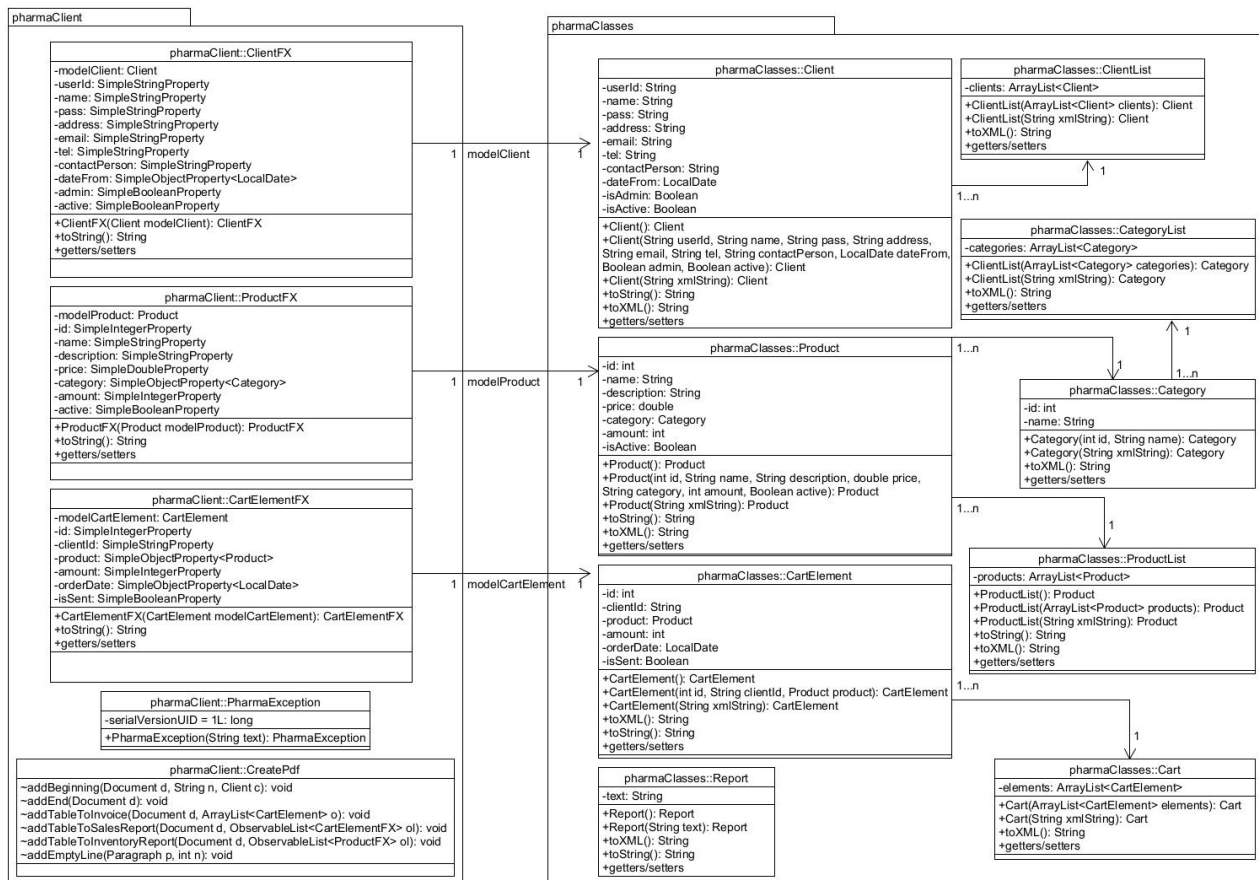 pharmaClient
pharmaClient::ClientFX
-modelClient: Client
-userId: SimpleStringProperty
-name: SimpleStringProperty
-pass: SimpleStringProperty
-address: SimpleStringProperty
-email: SimpleStringProperty
-tel: SimpleStringProperty
-contactPerson: SimpleStringProperty
-dateFrom: SimpleObjectProperty<LocalDate>
-admin: SimpleBooleanProperty
-active: SimpleBooleanProperty
+ClientFX(Client modelClient): ClientFX
+toString(): String
+getters/setters
pharmaClient::ProductFX
-modelProduct: Product
-id: SimpleIntegerProperty
-name: SimpleStringProperty
-description: SimpleStringProperty
-price: SimpleDoubleProperty
-category: SimpleObjectProperty<Category>
-amount: SimpleIntegerProperty
-active: SimpleBooleanProperty
+ProductFX(Product modelProduct): ProductFX
+toString(): String
+getters/setters
pharmaClient::CartElementFX
-modelCartElement: CartElement
-id: SimpleIntegerProperty
-clientId: SimpleStringProperty
-product: SimpleObjectProperty<Product>
-amount: SimpleIntegerProperty
-orderDate: SimpleObjectProperty<LocalDate>
-isSent: SimpleBooleanProperty
+CartElementFX(CartElement modelCartElement): CartElementFX
+toString(): String
+getters/setters
pharmaClient::PharmaException
-serialVersionUID = 1L: long
+PharmaException(String text): PharmaException
pharmaClient::CreatePdf
~addBeginning(Document d, String n, Client c): void
~addEnd(Document d): void
~addTableToInvoice(Document d, ArrayList<CartElement> o): void
~addTableToSalesReport(Document d, ObservableList<CartElementFX> ol): void
~addTableToInventoryReport(Document d, ObservableList<ProductFX> ol): void
~addEmptyLine(Paragraph p, int n): void
1 modelClient 1
1 modelProduct 1
1 modelCartElement 1
pharmaClasses
pharmaClasses::Client
-userId: String
-name: String
-pass: String
-address: String
-email: String
-tel: String
-contactPerson: String
-dateFrom: LocalDate
-isAdmin: Boolean
-isActive: Boolean
+Client(): Client
+Client(String userId, String name, String pass, String address,
String email, String tel, String contactPerson, LocalDate dateFrom,
Boolean admin, Boolean active): Client
+Client(String xmlString): Client
+toString(): String
+toXML(): String
+getters/setters
pharmaClasses::Product
-id: int
-name: String
-description: String
-price: double
-category: Category
-amount: int
-isActive: Boolean
+Product(): Product
+Product(int id, String name, String description, double price,
String category, int amount, Boolean active): Product
+Product(String xmlString): Product
+toString(): String
+toXML(): String
+getters/setters
pharmaClasses::CartElement
-id: int
-clientId: String
-product: Product
-amount: int
-orderDate: LocalDate
-isSent: Boolean
+CartElement(): CartElement
+CartElement(int id, String clientId, Product product): CartElement
+CartElement(String xmlString): CartElement
+toXML(): String
+toString(): String
+getters/setters
pharmaClasses::Report
-text: String
+Report(): Report
+Report(String text): Report
+toXML(): String
+toString(): String
+getters/setters
pharmaClasses::ClientList
-clients: ArrayList<Client>
+ClientList(ArrayList<Client> clients): Client
+ClientList(String xmlString): Client
+toXML(): String
+getters/setters
1
1...n
pharmaClasses::CategoryList
-categories: ArrayList<Category>
+ClientList(ArrayList<Category> categories): Category
+ClientList(String xmlString): Category
+toXML(): String
+getters/setters
1
1...n
1
1...n
pharmaClasses::Category
-id: int
-name: String
+Category(int id, String name): Category
+Category(String xmlString): Category
+toXML(): String
+getters/setters
1...n
1
pharmaClasses::ProductList
-products: ArrayList<Product>
+ProductList(): Product
+ProductList(ArrayList<Product> products): Product
+ProductList(String xmlString): Product
+toString(): String
+toXML(): String
+getters/setters
1...n
1
pharmaClasses::Cart
-elements: ArrayList<CartElement>
+Cart(ArrayList<CartElement> elements): Cart
+Cart(String xmlString): Cart
+toXML(): String
+getters/setters